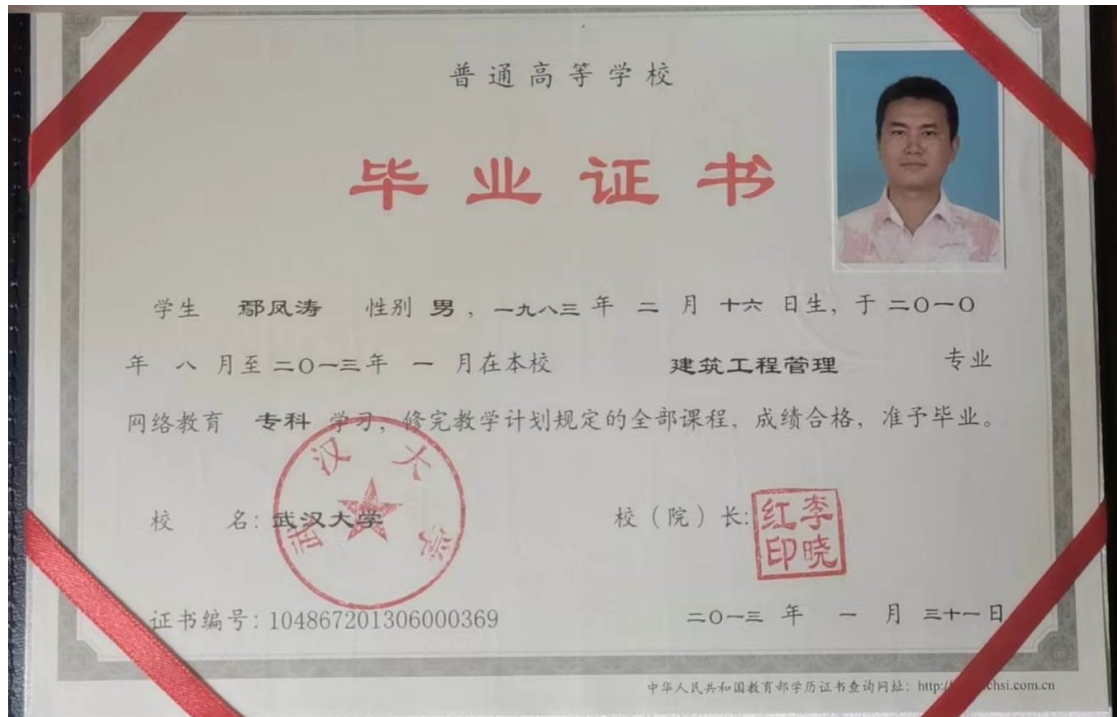 普通高等学校
毕业证书
学生 鄢凤涛 性别 男，一九八三 年 二 月 十六 日生，于 二〇一〇
年 八 月至 二〇一三 年 一 月在本校 建筑工程管理 专业
网络教育 专科 学习，修完教学计划规定的全部课程，成绩合格，准予毕业。
武汉大学
校 名：武汉大学 校（院）长：
李晓红印
证书编号：104867201306000369 二〇一三 年 一 月 三十一 日
中华人民共和国教育部学历证书查询网址：http:/ chsi.com.cn